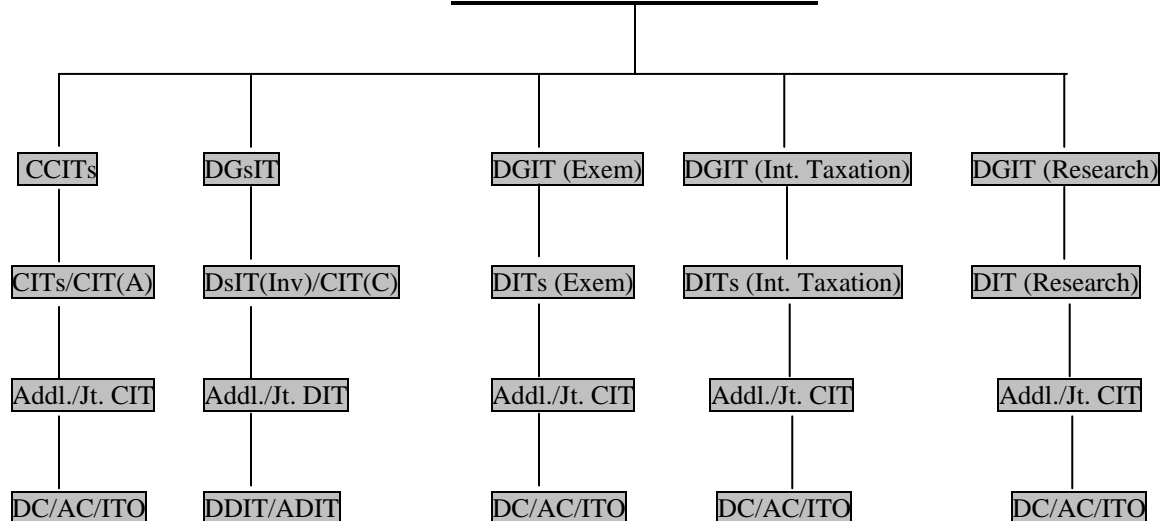 CCITs DGsIT DGIT (Exem) DGIT (Int. Taxation) DGIT (Research)
CITs/CIT(A) DsIT(Inv)/CIT(C) DITs (Exem) DITs (Int. Taxation) DIT (Research)
Addl./Jt. CIT Addl./Jt. DIT Addl./Jt. CIT Addl./Jt. CIT Addl./Jt. CIT
DC/AC/ITO DDIT/ADIT DC/AC/ITO DC/AC/ITO DC/AC/ITO